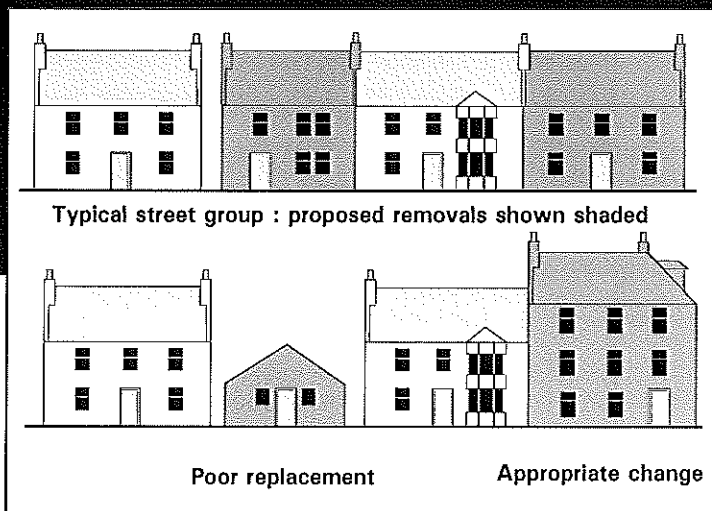 Typical street group : proposed removals shown shaded
Poor replacement
Appropriate change